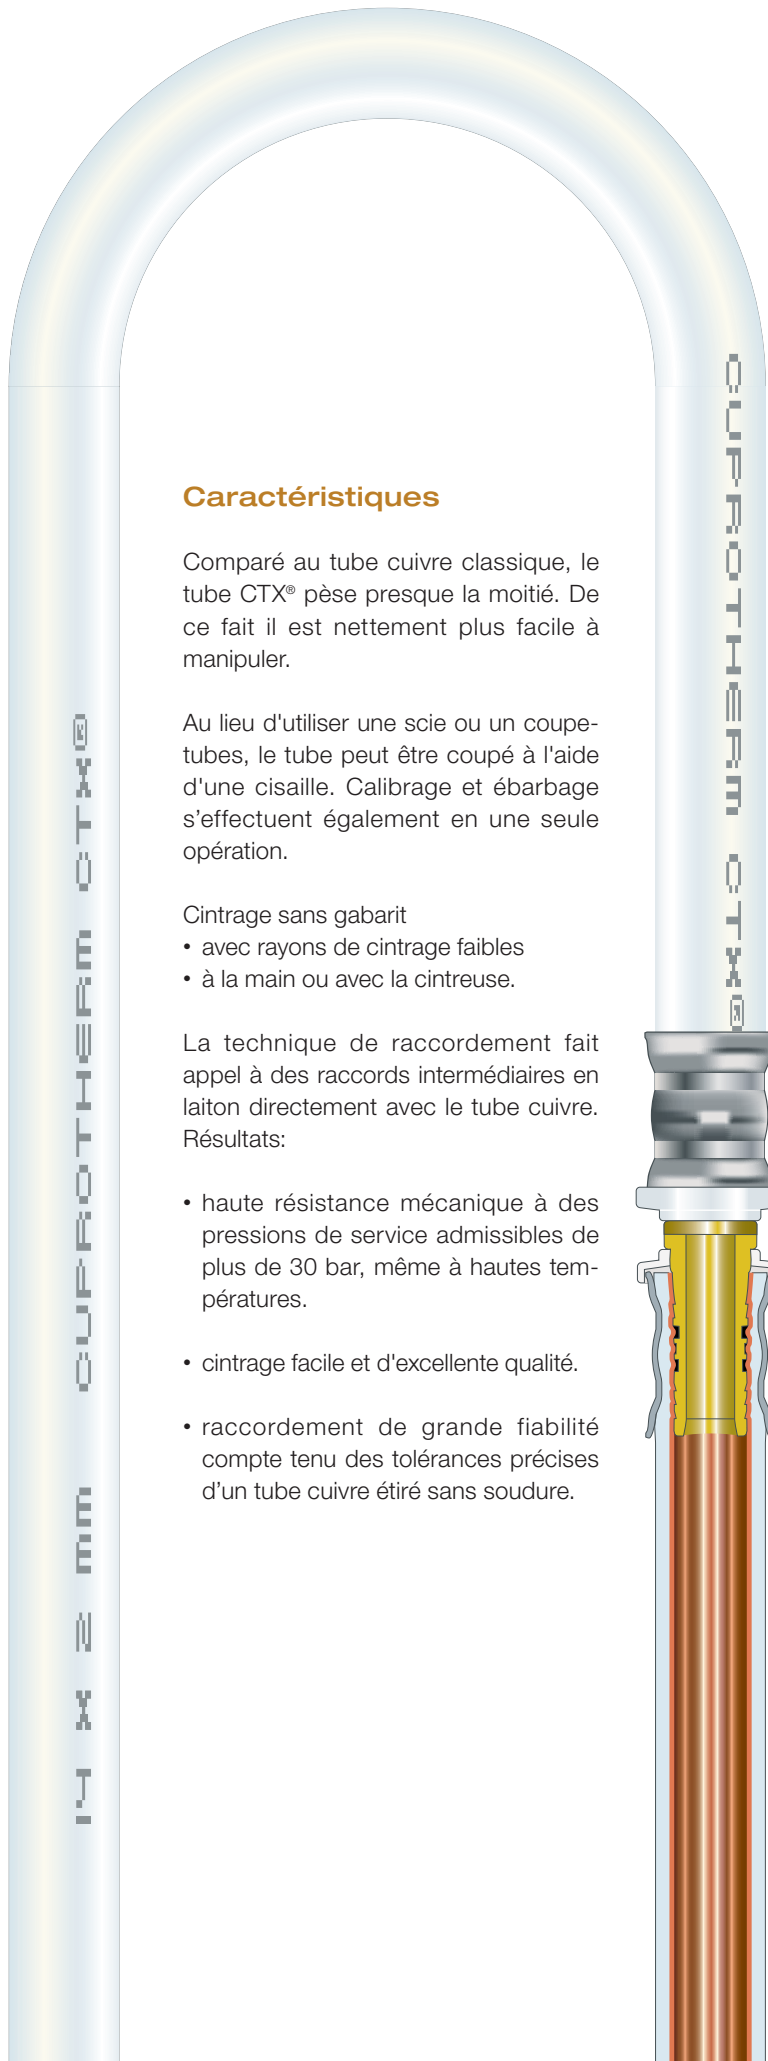 Caractéristiques
Comparé au tube cuivre classique, le
tube CTX® pèse presque la moitié. De
ce fait il est nettement plus facile à
manipuler.
Au lieu d'utiliser une scie ou un coupe-
tubes, le tube peut être coupé à l'aide
d'une cisaille. Calibrage et ébarbage
s’effectuent également en une seule
opération.
Cintrage sans gabarit
• avec rayons de cintrage faibles
• à la main ou avec la cintreuse.
La technique de raccordement fait
appel à des raccords intermédiaires en
laiton directement avec le tube cuivre.
Résultats:
• haute résistance mécanique à des
pressions de service admissibles de
plus de 30 bar, même à hautes tem-
pératures.
• cintrage facile et d'excellente qualité.
• raccordement de grande fiabilité
compte tenu des tolérances précises
d’un tube cuivre étiré sans soudure.
14 X 2 mm CUPROTHERM CTX®
CUPROTHERM CTX®